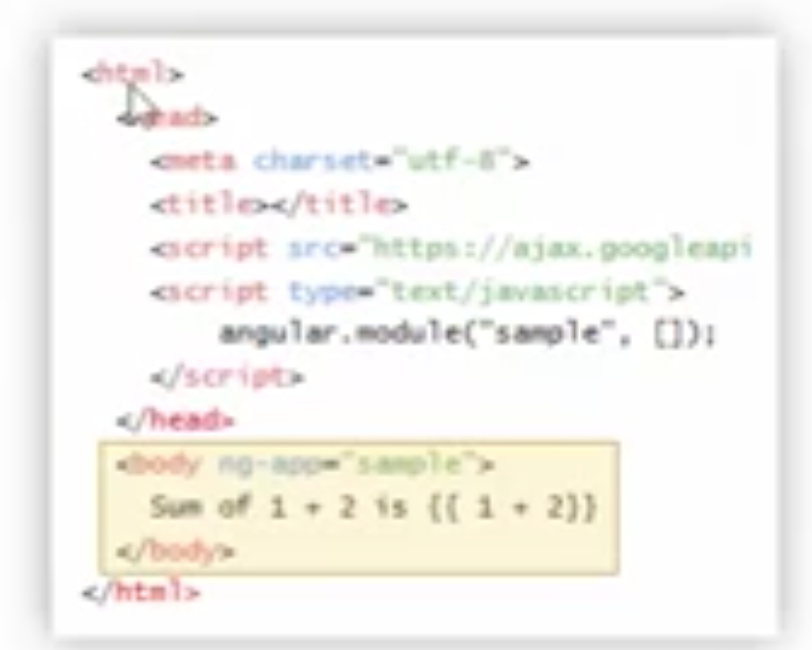 <html>
<head>
<meta charset="utf-8">
<title></title>
<script src="https://ajax.googleapi
<script type="text/javascript">
angular.module("sample", []);
</script>
</head>
<body ng-app="sample">
Sum of 1 + 2 is {{ 1 + 2}}
</body>
</html>